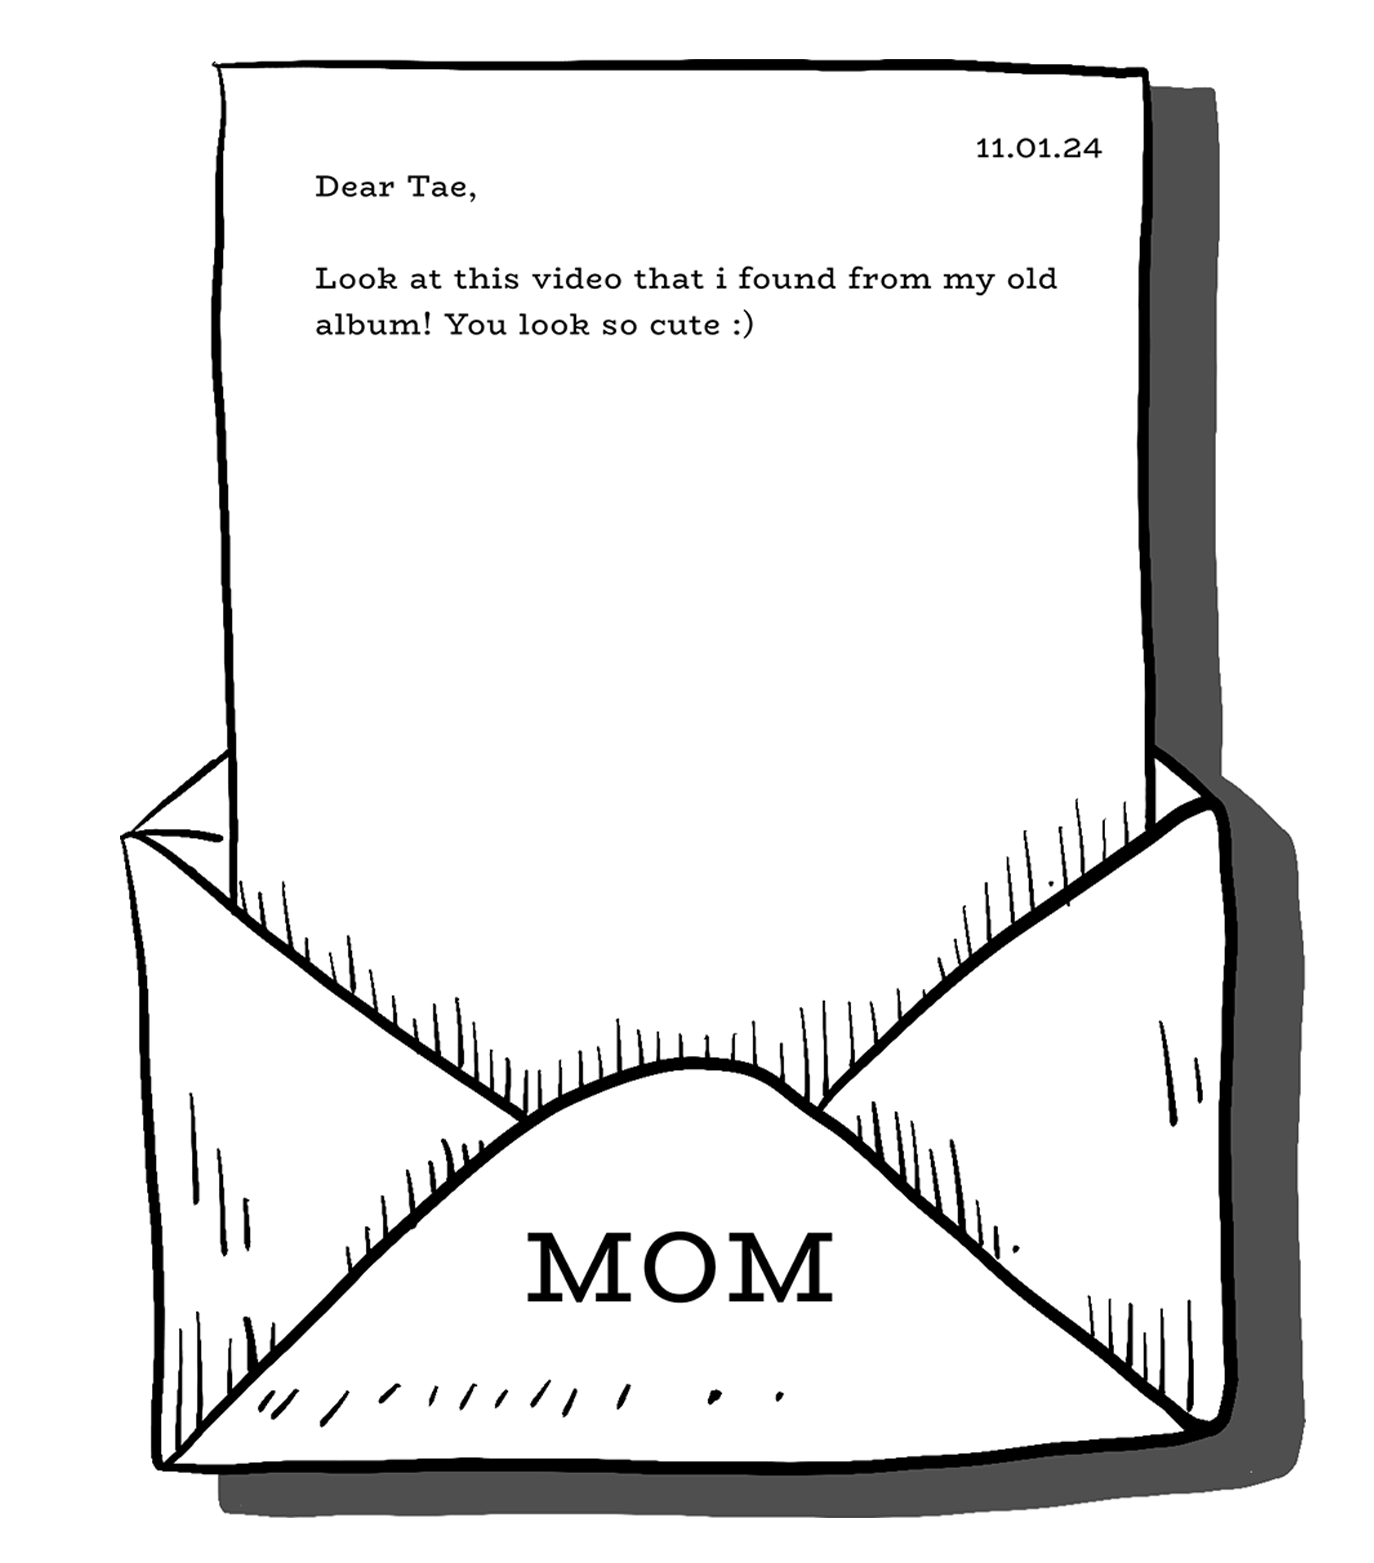 11.01.24
Dear Tae,
Look at this video that i found from my old
album! You look so cute :)
MOM